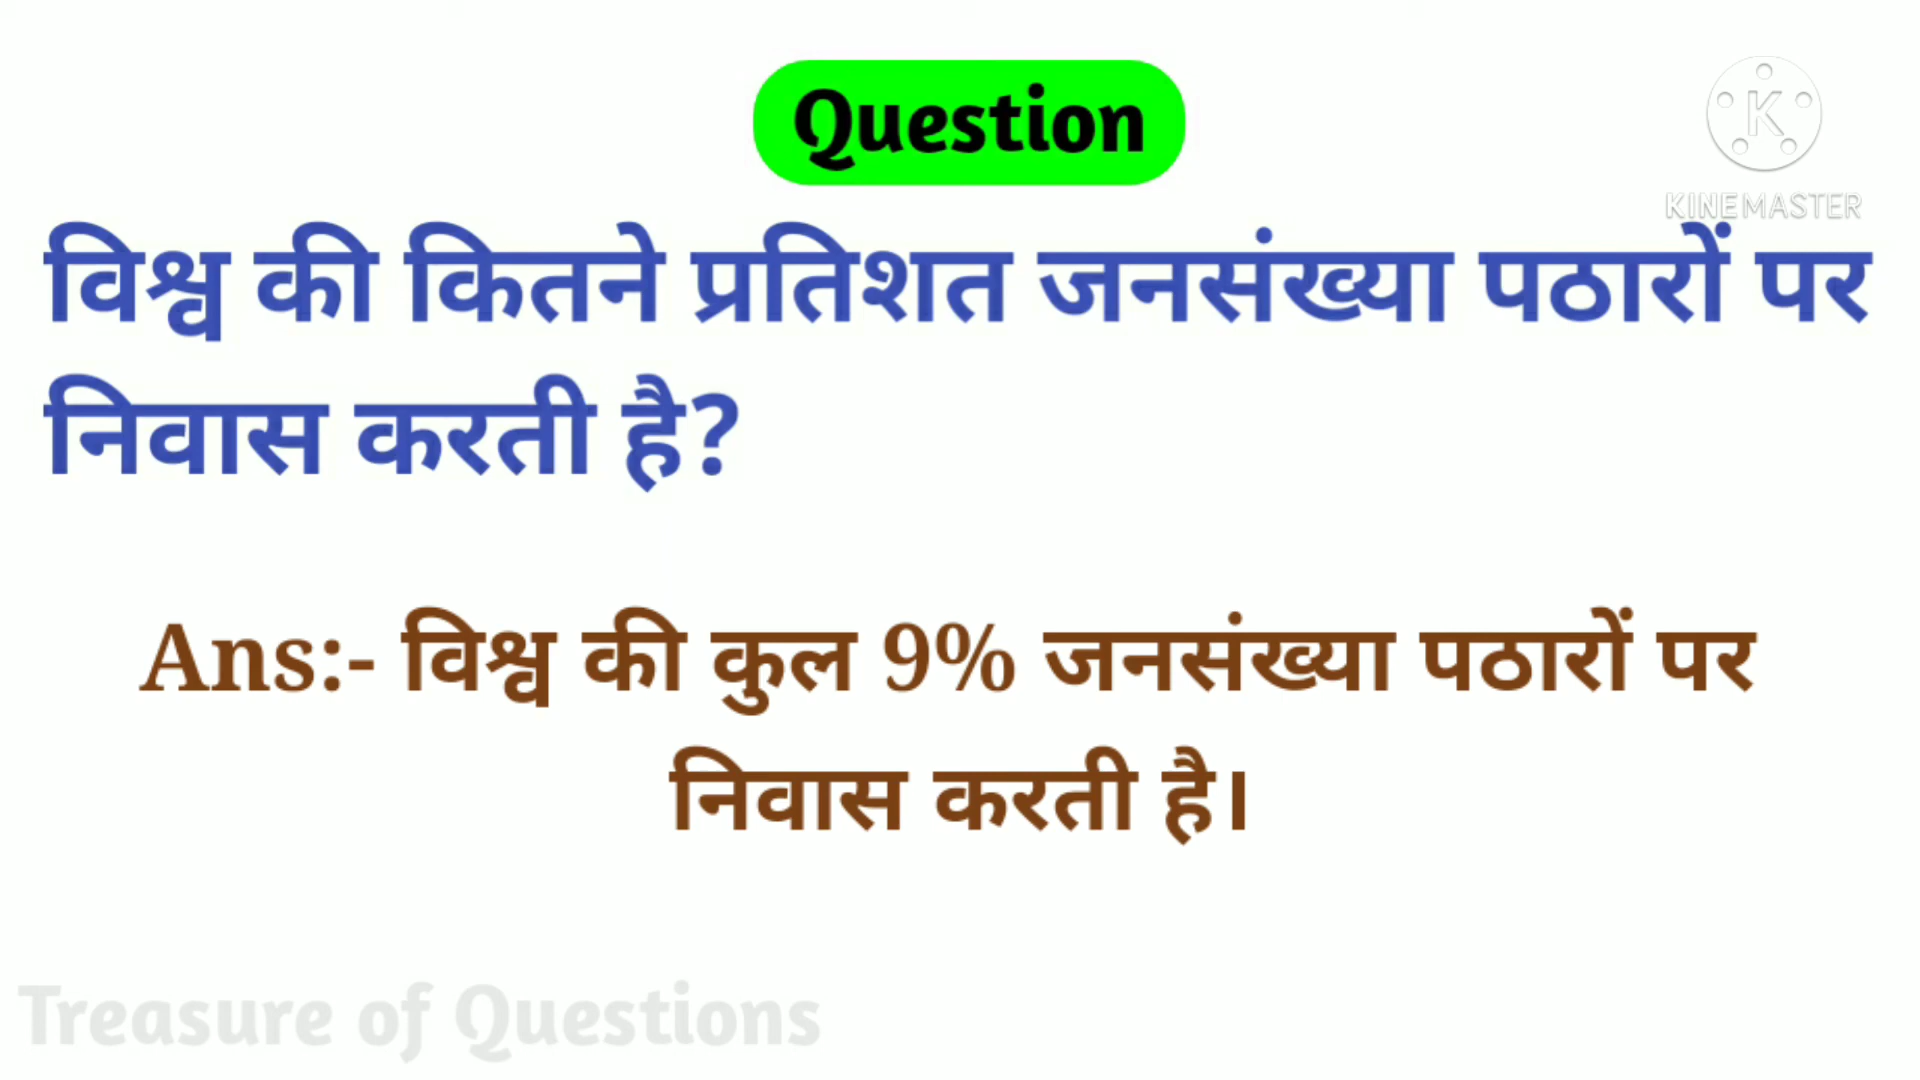 Question
K
KINEMASTER
विश्व की कितने प्रतिशत जनसंख्या पठारों पर
निवास करती है?
Ans:- विश्व की कुल 9% जनसंख्या पठारों पर
निवास करती है।
Treasure of Questions